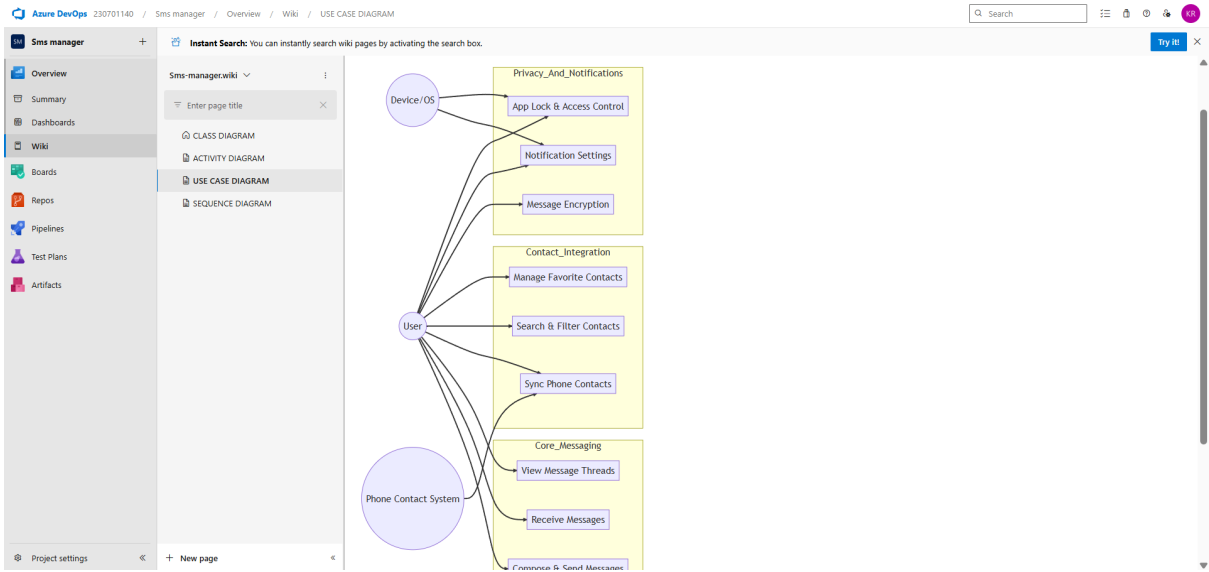 Azure DevOps 230701140 / Sms manager / Overview / Wiki / USE CASE DIAGRAM
Search
KR
SM Sms manager
Instant Search: You can instantly search wiki pages by activating the search box.
Try it!
Overview
Summary
Dashboards
Wiki
Boards
Repos
Pipelines
Test Plans
Artifacts
Project settings
Sms-manager.wiki
Enter page title
CLASS DIAGRAM
ACTIVITY DIAGRAM
USE CASE DIAGRAM
SEQUENCE DIAGRAM
New page
Device/OS
User
Phone Contact System
Privacy_And_Notifications
App Lock & Access Control
Notification Settings
Message Encryption
Contact_Integration
Manage Favorite Contacts
Search & Filter Contacts
Sync Phone Contacts
Core_Messaging
View Message Threads
Receive Messages
Compose & Send Messages